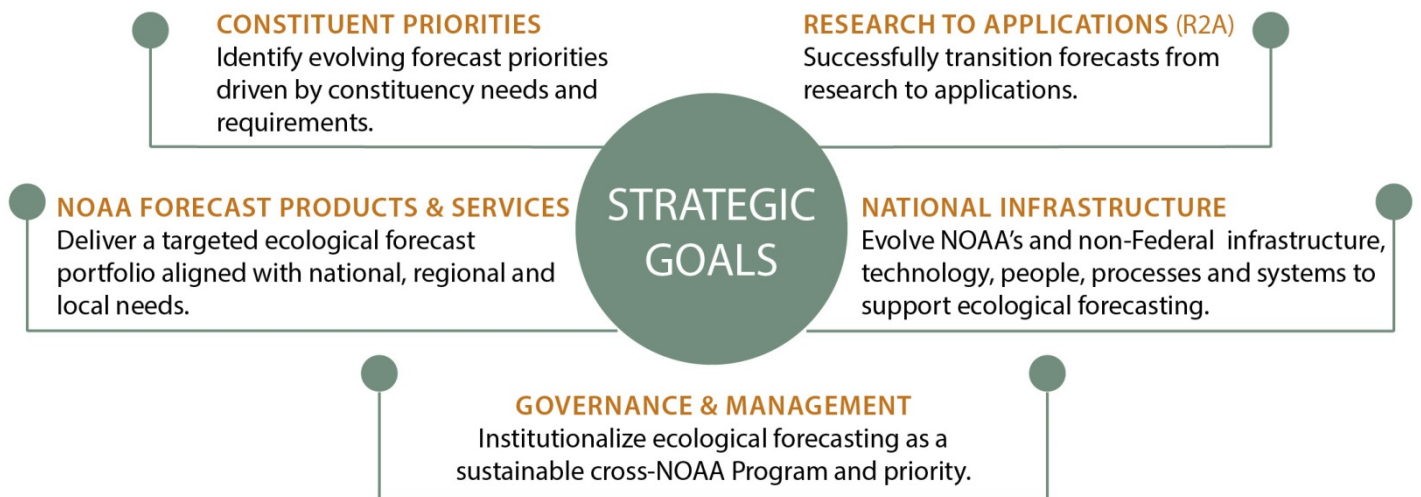 CONSTITUENT PRIORITIES
Identify evolving forecast priorities
driven by constituency needs and
requirements.
RESEARCH TO APPLICATIONS (R2A)
Successfully transition forecasts from
research to applications.
STRATEGIC
GOALS
NOAA FORECAST PRODUCTS & SERVICES
Deliver a targeted ecological forecast
portfolio aligned with national, regional and
local needs.
NATIONAL INFRASTRUCTURE
Evolve NOAA's and non-Federal infrastructure,
technology, people, processes and systems to
support ecological forecasting.
GOVERNANCE & MANAGEMENT
Institutionalize ecological forecasting as a
sustainable cross-NOAA Program and priority.